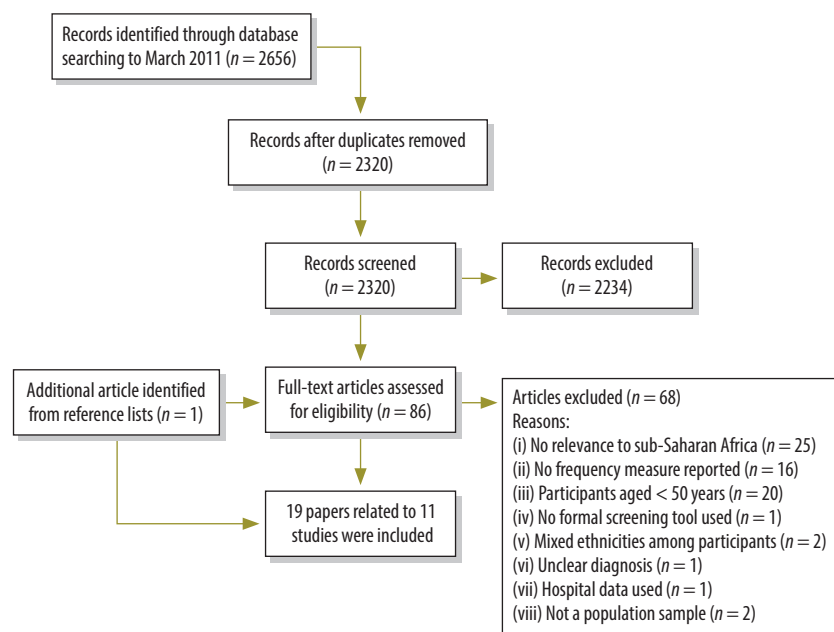 Records identified through database
searching to March 2011 (n = 2656)
Records after duplicates removed
(n = 2320)
Records screened
(n = 2320)
Records excluded
(n = 2234)
Additional article identified
from reference lists (n = 1)
Full-text articles assessed
for eligibility (n = 86)
Articles excluded (n = 68)
Reasons:
(i) No relevance to sub-Saharan Africa (n = 25)
(ii) No frequency measure reported (n = 16)
(iii) Participants aged < 50 years (n = 20)
(iv) No formal screening tool used (n = 1)
(v) Mixed ethnicities among participants (n = 2)
(vi) Unclear diagnosis (n = 1)
(vii) Hospital data used (n = 1)
(viii) Not a population sample (n = 2)
19 papers related to 11
studies were included